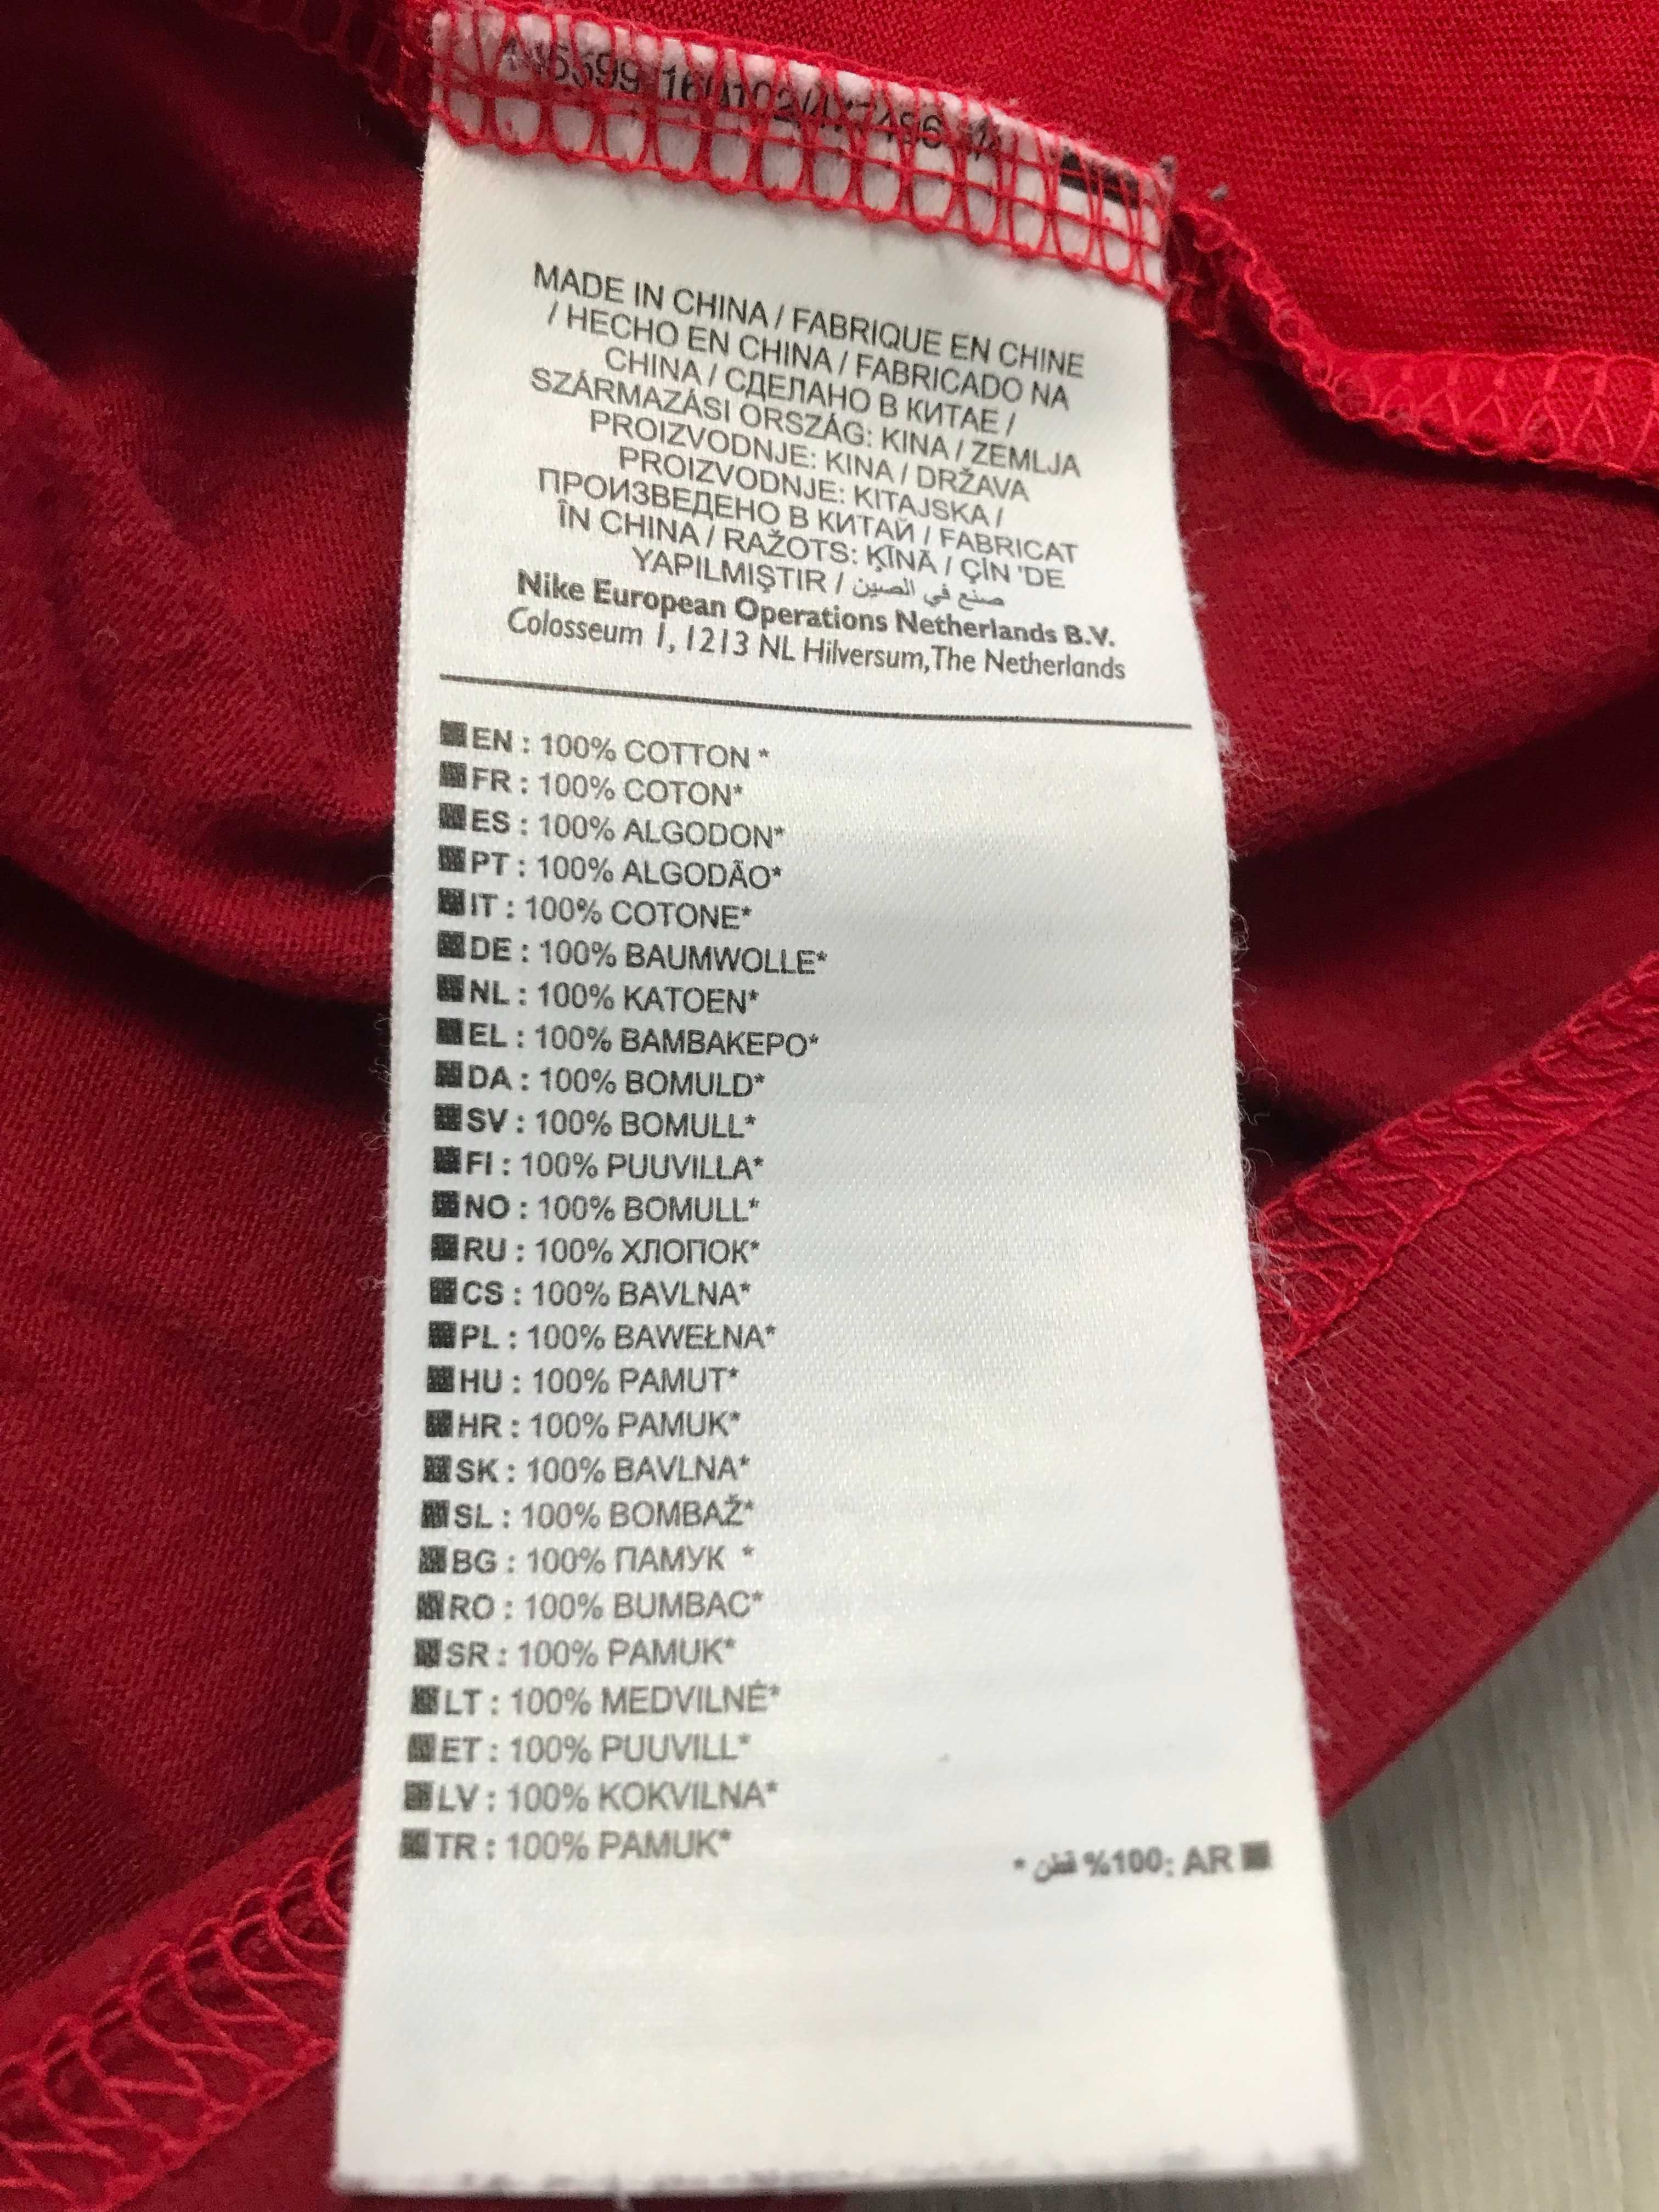 MADE IN CHINA / FABRIQUE EN CHINE
/ HECHO EN CHINA / FABRICADO NA
CHINA / СДЕЛАНО В КИТАЕ /
SZÁRMAZÁSI ORSZÁG: KINA / ZEMLJA
PROIZVODNJE: KINA / DRŽAVA
PROIZVODNJE: KITAJSKA /
ПРОИЗВЕДЕНО В КИТАЙ / FABRICAT
ÎN CHINA / RAŽOTS: ĶĪNĀ / ÇİN 'DE
YAPILMIŞTIR / صنع في الصين
Nike European Operations Netherlands B.V.
Colosseum 1, 1213 NL Hilversum, The Netherlands
EN : 100% COTTON *
FR : 100% COTON*
ES : 100% ALGODON*
PT : 100% ALGODÃO*
IT : 100% COTONE*
DE : 100% BAUMWOLLE*
NL : 100% KATOEN*
EL : 100% BAMBAKEPO*
DA : 100% BOMULD*
SV : 100% BOMULL*
FI : 100% PUUVILLA*
NO : 100% BOMULL*
RU : 100% ХЛОПОК*
CS : 100% BAVLNA*
PL : 100% BAWEŁNA*
HU : 100% PAMUT*
HR : 100% PAMUK*
SK : 100% BAVLNA*
SL : 100% BOMBAŽ*
BG : 100% ПАМУК *
RO : 100% BUMBAC*
SR : 100% PAMUK*
LT : 100% MEDVILNĖ*
ET : 100% PUUVILL*
LV : 100% KOKVILNA*
TR : 100% PAMUK*
* قطن %100: AR